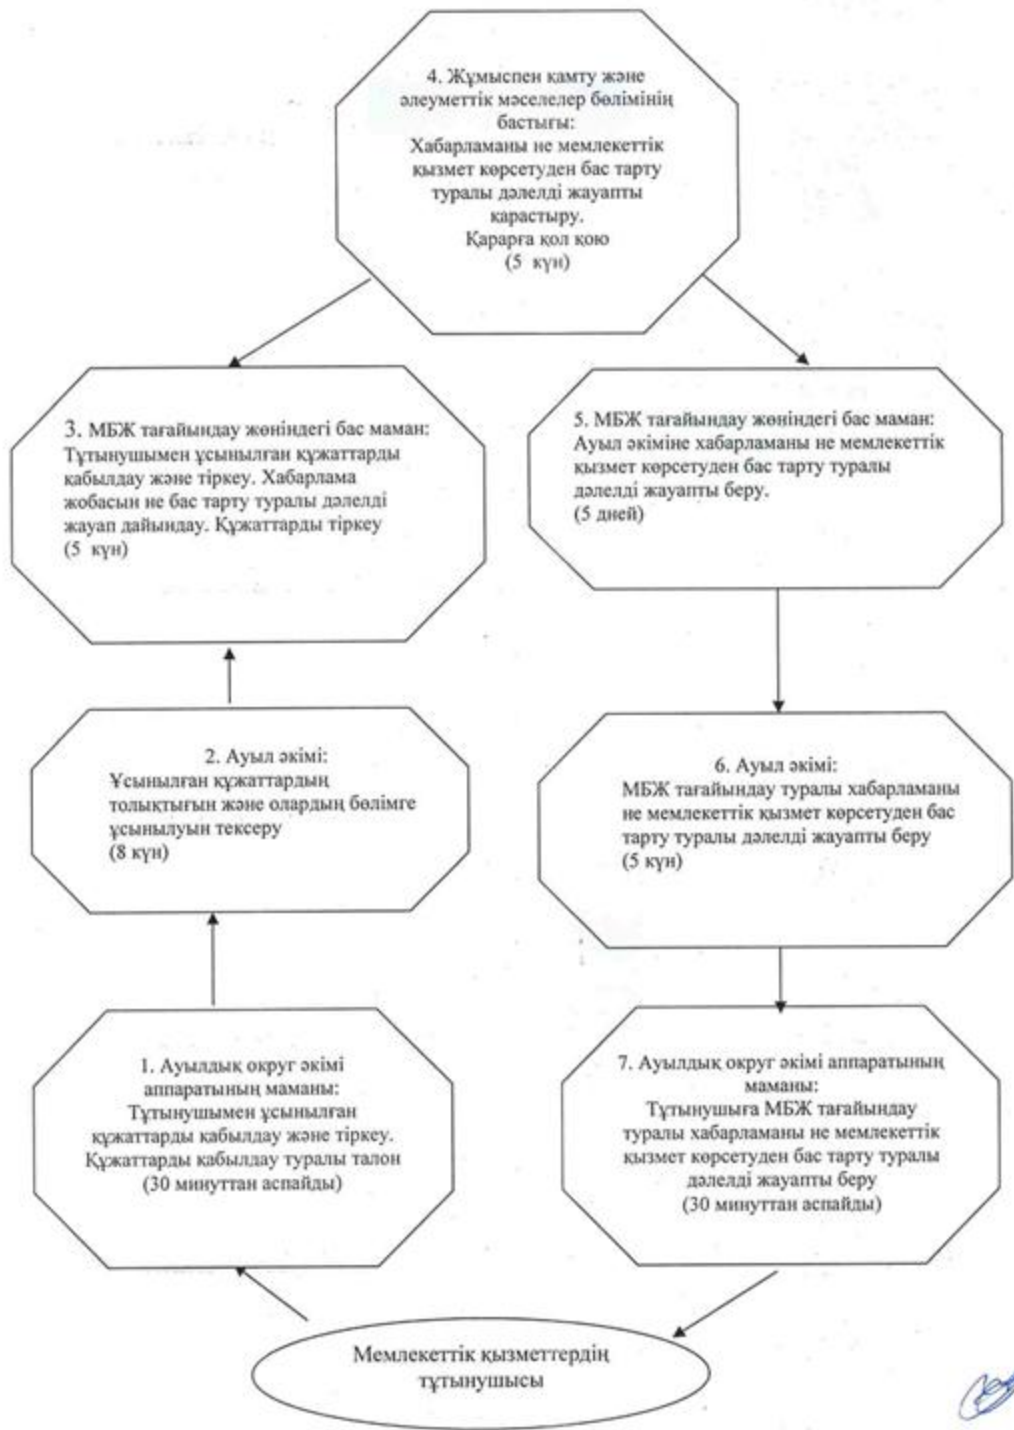 4. Жұмыспен қамту және
әлеуметтік мәселелер бөлімінің
бастығы:
Хабарламаны не мемлекеттік
қызмет көрсетуден бас тарту
туралы дәлелді жауапты
қарастыру.
Қарарға қол қою
(5 күн)
3. МБЖ тағайындау жөніндегі бас маман:
Тұтынушымен ұсынылған құжаттарды
қабылдау және тіркеу. Хабарлама
жобасын не бас тарту туралы дәлелді
жауап дайындау. Құжаттарды тіркеу
(5 күн)
5. МБЖ тағайындау жөніндегі бас маман:
Ауыл әкіміне хабарламаны не мемлекеттік
қызмет көрсетуден бас тарту туралы
дәлелді жауапты беру.
(5 дней)
2. Ауыл әкімі:
Ұсынылған құжаттардың
толықтығын және олардың бөлімге
ұсынылуын тексеру
(8 күн)
6. Ауыл әкімі:
МБЖ тағайындау туралы хабарламаны
не мемлекеттік қызмет көрсетуден бас
тарту туралы дәлелді жауапты беру
(5 күн)
1. Ауылдық округ әкімі
аппаратының маманы:
Тұтынушымен ұсынылған
құжаттарды қабылдау және тіркеу.
Құжаттарды қабылдау туралы талон
(30 минуттан аспайды)
7. Ауылдық округ әкімі аппаратының
маманы:
Тұтынушыға МБЖ тағайындау
туралы хабарламаны не мемлекеттік
қызмет көрсетуден бас тарту туралы
дәлелді жауапты беру
(30 минуттан аспайды)
Мемлекеттік қызметтердің
тұтынушысы